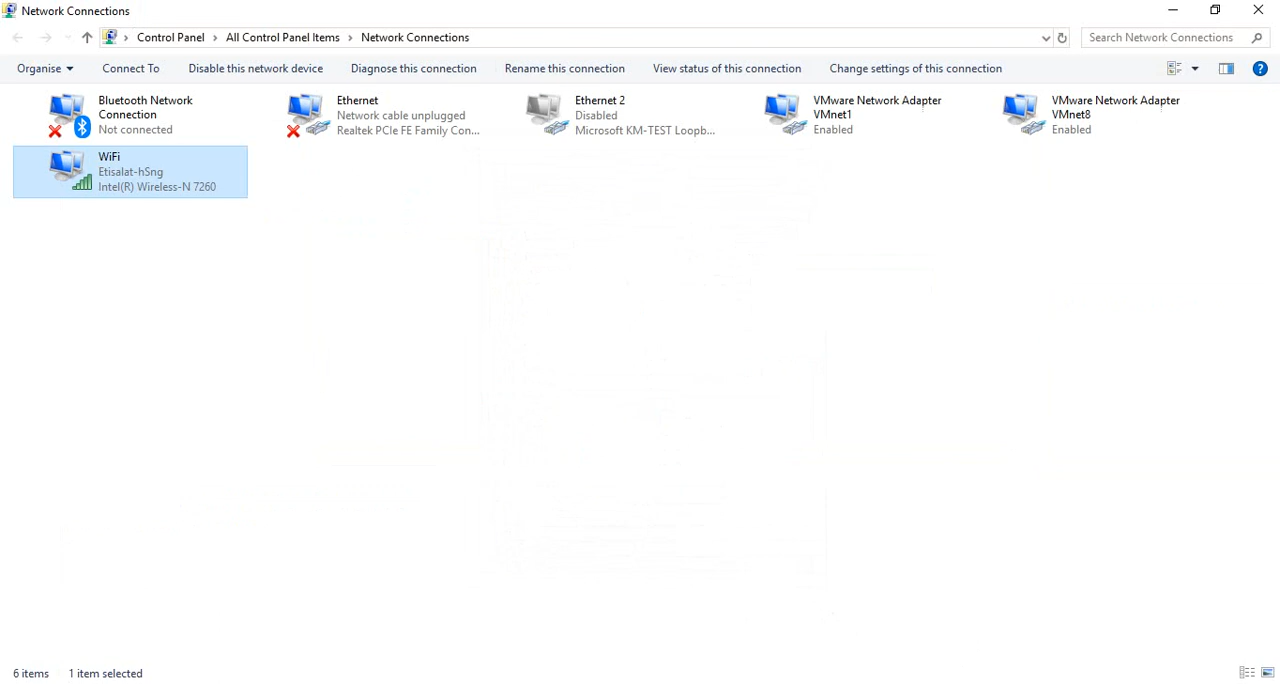 Network Connections
Control Panel > All Control Panel Items > Network Connections
Search Network Connections
Organise Connect To Disable this network device Diagnose this connection Rename this connection View status of this connection Change settings of this connection
Bluetooth Network
Connection
Not connected
Ethernet
Network cable unplugged
Realtek PCIe FE Family Con...
Ethernet 2
Disabled
Microsoft KM-TEST Loopb...
VMware Network Adapter
VMnet1
Enabled
VMware Network Adapter
VMnet8
Enabled
WiFi
Etisalat-hSng
Intel(R) Wireless-N 7260
6 items 1 item selected